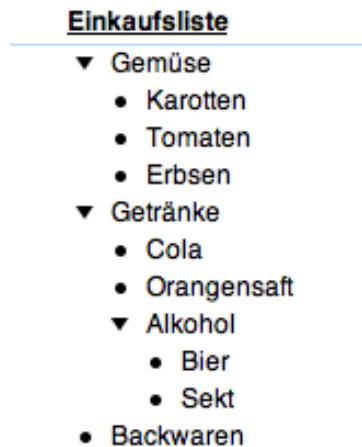 Einkaufsliste
Gemüse
Karotten
Tomaten
Erbsen
Getränke
Cola
Orangensaft
Alkohol
Bier
Sekt
Backwaren